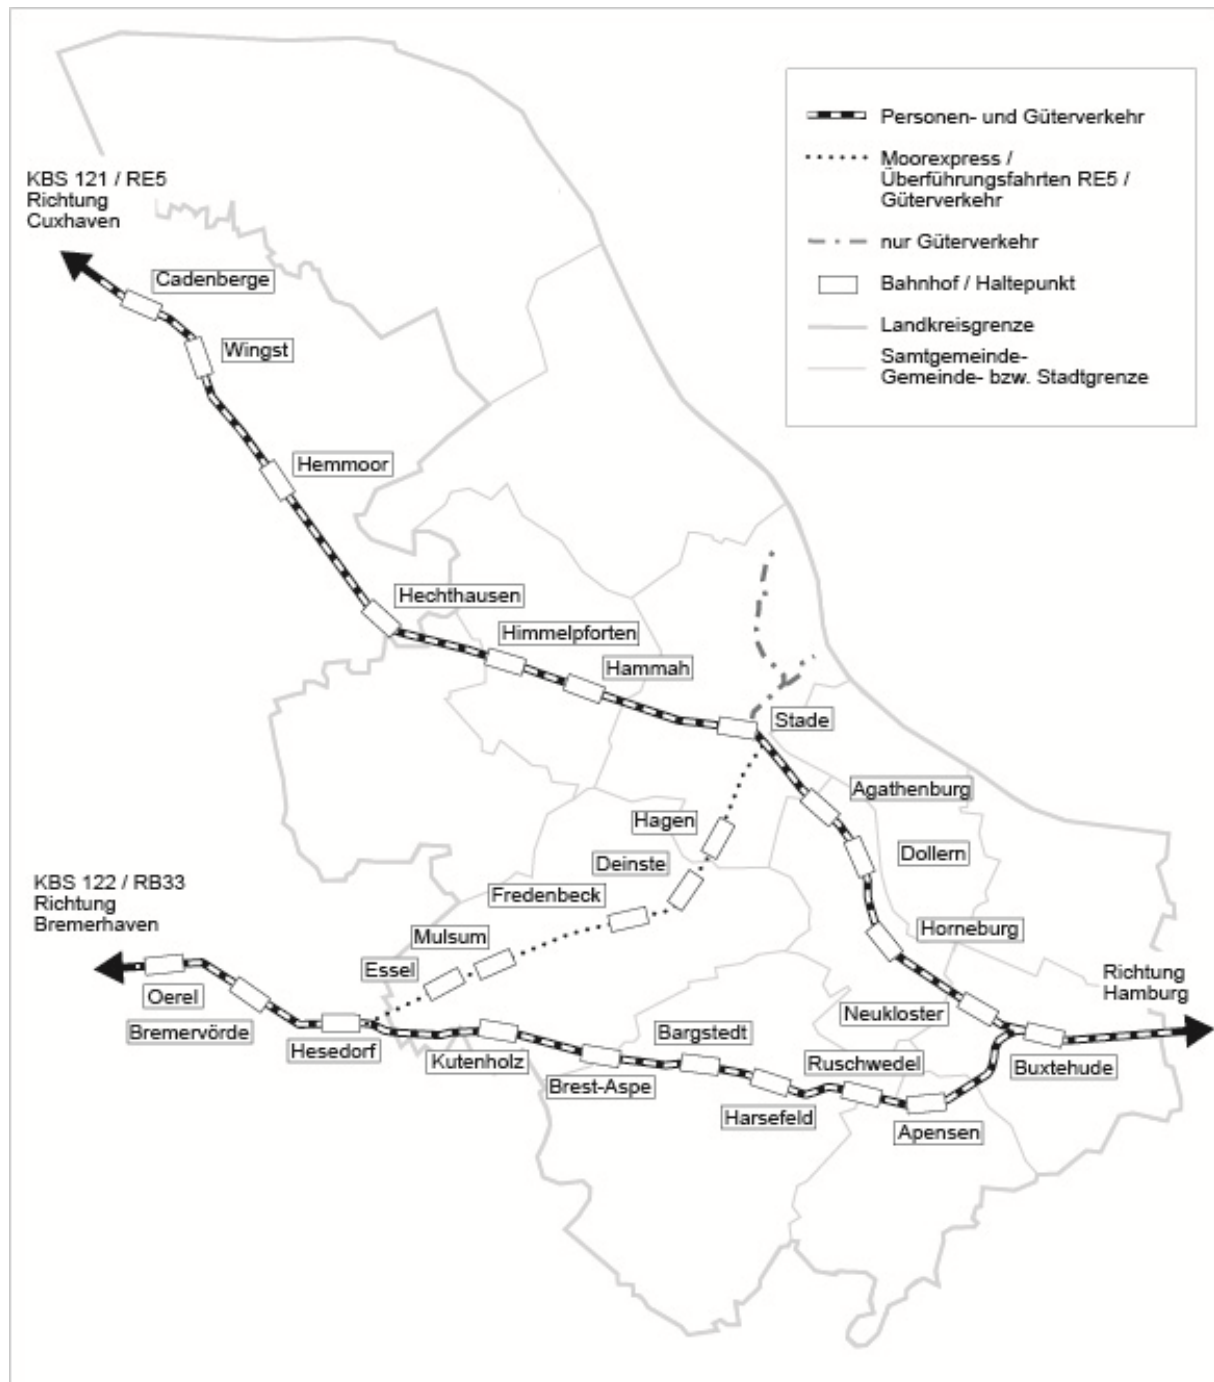 Personen- und Güterverkehr
Moorexpress /
Überführungsfahrten RE5 /
Güterverkehr
nur Güterverkehr
Bahnhof / Haltepunkt
Landkreisgrenze
Samtgemeinde-
Gemeinde- bzw. Stadtgrenze
KBS 121 / RE5
Richtung
Cuxhaven
Cadenberge
Wingst
Hemmoor
Hechthausen
Himmelpforten
Hammah
Stade
Agathenburg
Hagen
Dollern
Deinste
KBS 122 / RB33
Richtung
Bremerhaven
Fredenbeck
Horneburg
Mulsum
Essel
Richtung
Hamburg
Oerel
Neukloster
Bremervörde
Bargstedt
Hesedorf
Kutenholz
Ruschwedel
Buxtehude
Brest-Aspe
Harsefeld
Apensen